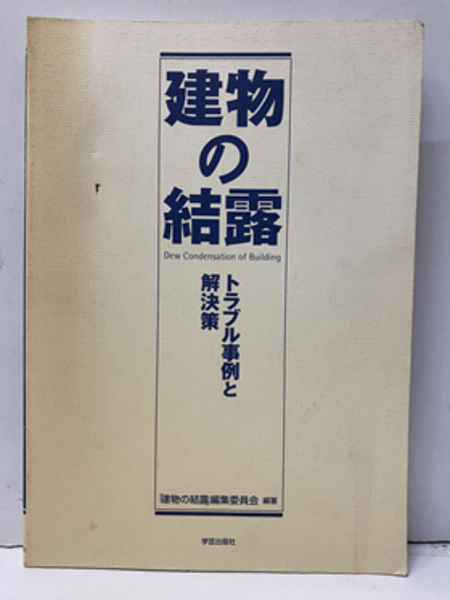 建物
の
結露
Dew Condensation of Building
トラブル事例と
解決策
『建物の結露』編集委員会 編著
学芸出版社